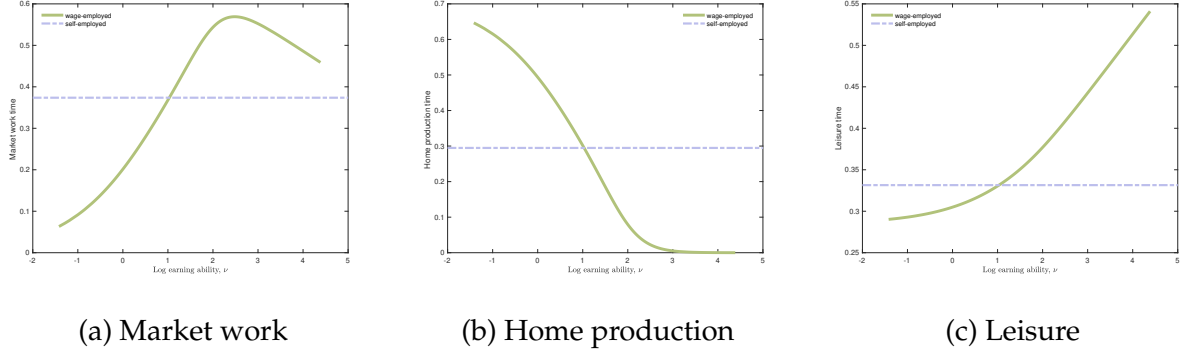 0.6
0.5
0.4
0.3
0.2
0.1
0
Market work time
wage-employed
self-employed
-2 -1 0 1 2 3 4 5
Log earning ability, ν
(a) Market work
0.7
0.6
0.5
0.4
0.3
0.2
0.1
0
Home production time
wage-employed
self-employed
-2 -1 0 1 2 3 4 5
Log earning ability, ν
(b) Home production
0.55
0.5
0.45
0.4
0.35
0.3
0.25
Leisure time
wage-employed
self-employed
-2 -1 0 1 2 3 4 5
Log earning ability, ν
(c) Leisure